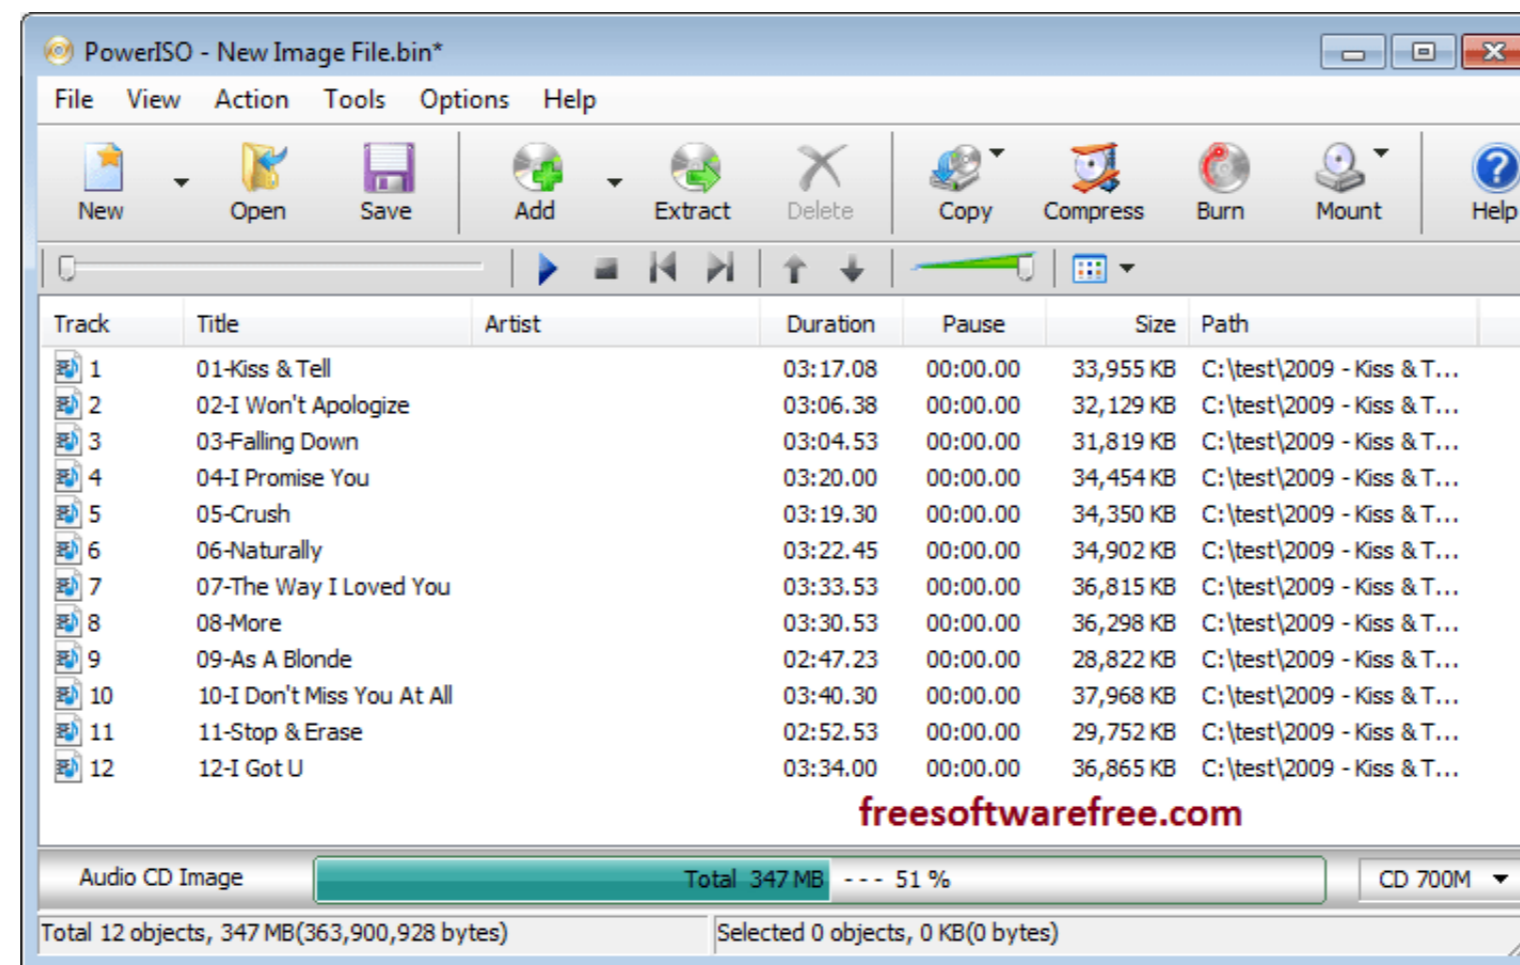 PowerISO - New Image File.bin*
File View Action Tools Options Help
New Open Save Add Extract Delete Copy Compress Burn Mount Help
Track Title Artist Duration Pause Size Path
1 01-Kiss & Tell 03:17.08 00:00.00 33,955 KB C:\test\2009 - Kiss & T...
2 02-I Won't Apologize 03:06.38 00:00.00 32,129 KB C:\test\2009 - Kiss & T...
3 03-Falling Down 03:04.53 00:00.00 31,819 KB C:\test\2009 - Kiss & T...
4 04-I Promise You 03:20.00 00:00.00 34,454 KB C:\test\2009 - Kiss & T...
5 05-Crush 03:19.30 00:00.00 34,350 KB C:\test\2009 - Kiss & T...
6 06-Naturally 03:22.45 00:00.00 34,902 KB C:\test\2009 - Kiss & T...
7 07-The Way I Loved You 03:33.53 00:00.00 36,815 KB C:\test\2009 - Kiss & T...
8 08-More 03:30.53 00:00.00 36,298 KB C:\test\2009 - Kiss & T...
9 09-As A Blonde 02:47.23 00:00.00 28,822 KB C:\test\2009 - Kiss & T...
10 10-I Don't Miss You At All 03:40.30 00:00.00 37,968 KB C:\test\2009 - Kiss & T...
11 11-Stop & Erase 02:52.53 00:00.00 29,752 KB C:\test\2009 - Kiss & T...
12 12-I Got U 03:34.00 00:00.00 36,865 KB C:\test\2009 - Kiss & T...
freesoftwarefree.com
Audio CD Image Total 347 MB --- 51 % CD 700M
Total 12 objects, 347 MB(363,900,928 bytes) Selected 0 objects, 0 KB(0 bytes)